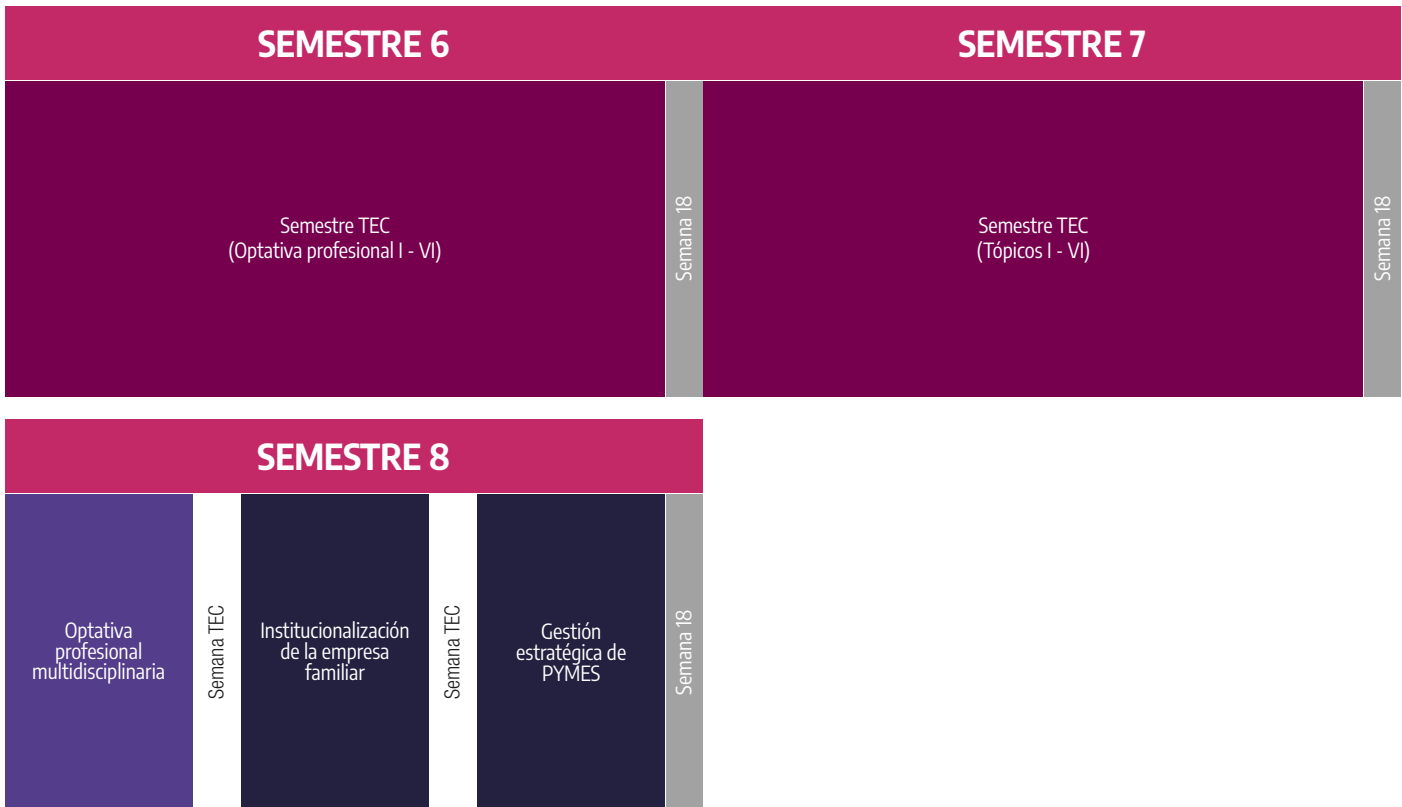 SEMESTRE 6
SEMESTRE 7
Semestre TEC
(Optativa profesional I - VI)
Semana 18
Semestre TEC
(Tópicos I - VI)
Semana 18
SEMESTRE 8
Optativa
profesional
multidisciplinaria
Semana TEC
Institucionalización
de la empresa
familiar
Semana TEC
Gestión
estratégica de
PYMES
Semana 18